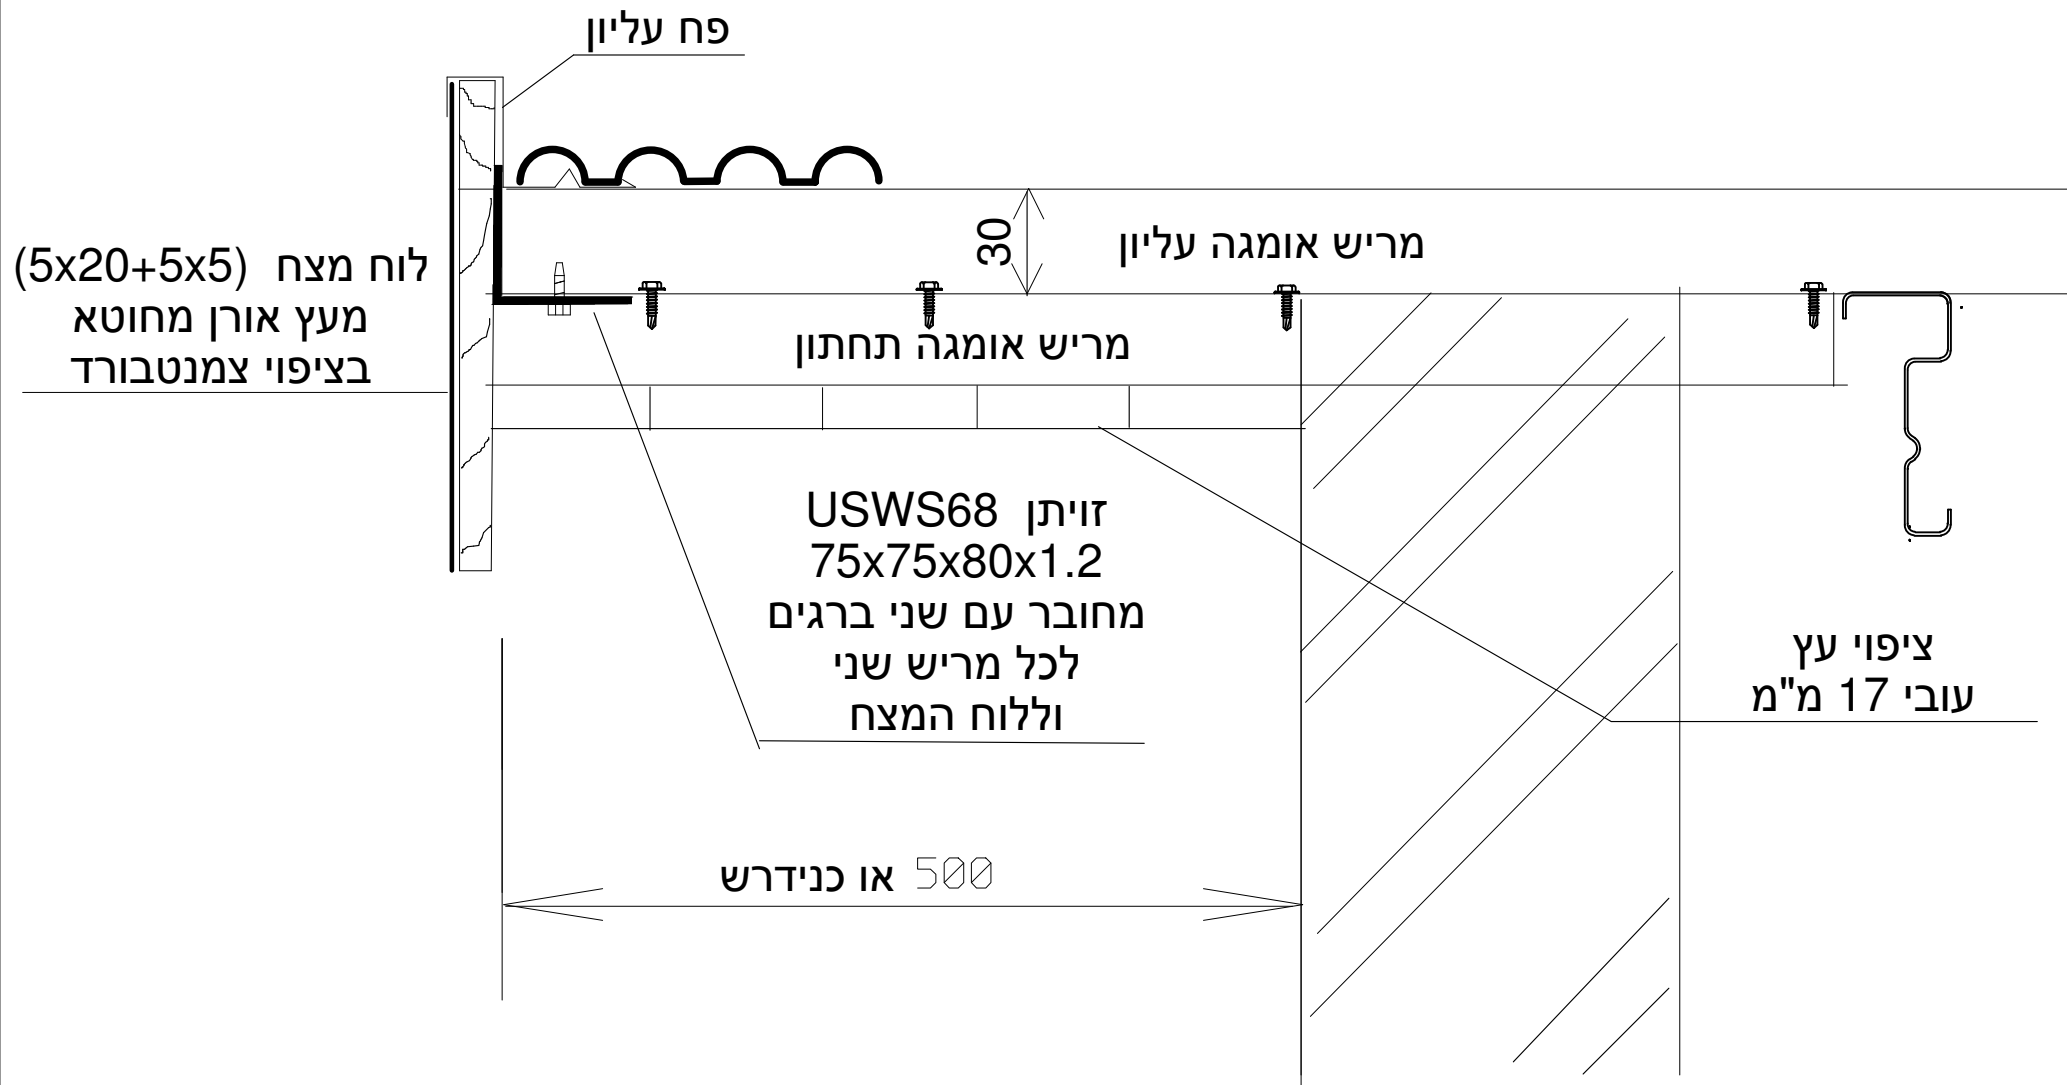 פח עליון
30
מריש אומגה עליון
לוח מצח (5x20+5x5)
מעץ אורן מחוטא
בציפוי צמנטבורד
מריש אומגה תחתון
זויתן USWS68
75x75x80x1.2
מחובר עם שני ברגים
לכל מריש שני
וללוח המצח
ציפוי עץ
עובי 17 מ"מ
500 או כנידרש